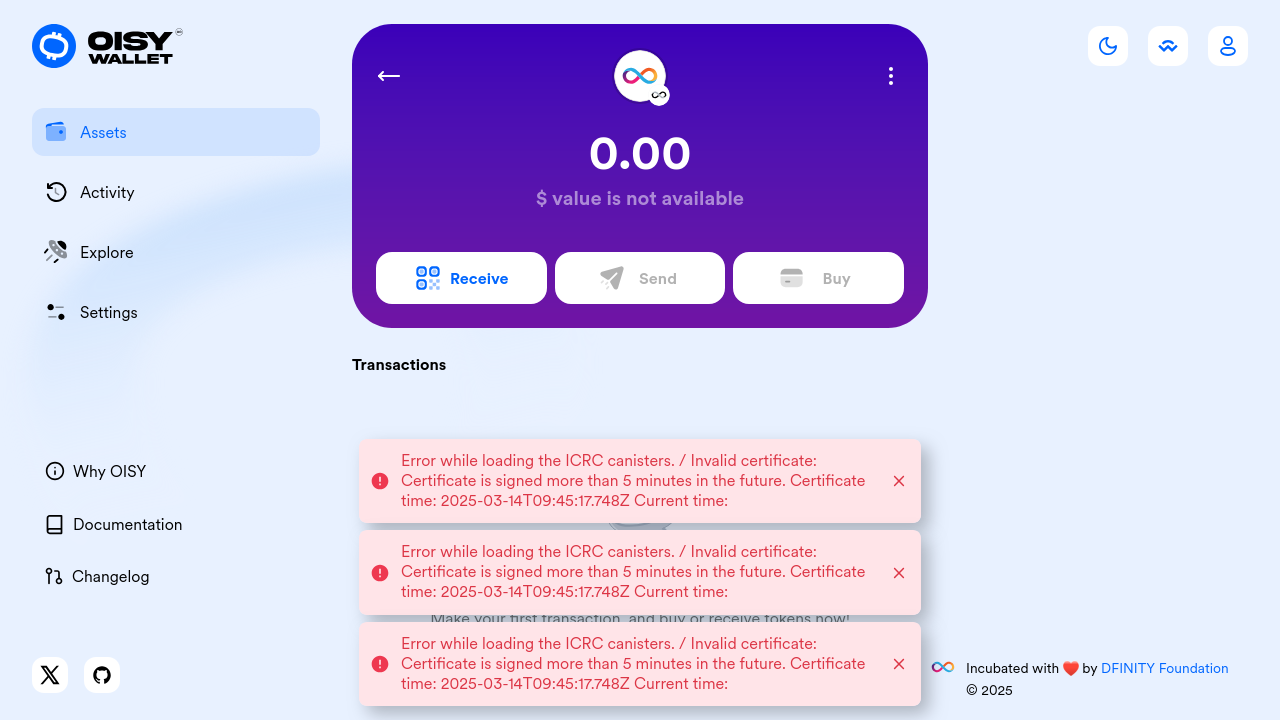 OISY
WALLET
Assets
Activity
Explore
Settings
Why OISY
Documentation
Changelog
0.00
$ value is not available
Receive
Send
Buy
Transactions
Error while loading the ICRC canisters. / Invalid certificate:
Certificate is signed more than 5 minutes in the future. Certificate
time: 2025-03-14T09:45:17.748Z Current time:
Error while loading the ICRC canisters. / Invalid certificate:
Certificate is signed more than 5 minutes in the future. Certificate
time: 2025-03-14T09:45:17.748Z Current time:
Make your first transaction, and buy or receive tokens now!
Error while loading the ICRC canisters. / Invalid certificate:
Certificate is signed more than 5 minutes in the future. Certificate
time: 2025-03-14T09:45:17.748Z Current time:
Incubated with ❤️ by DFINITY Foundation
© 2025